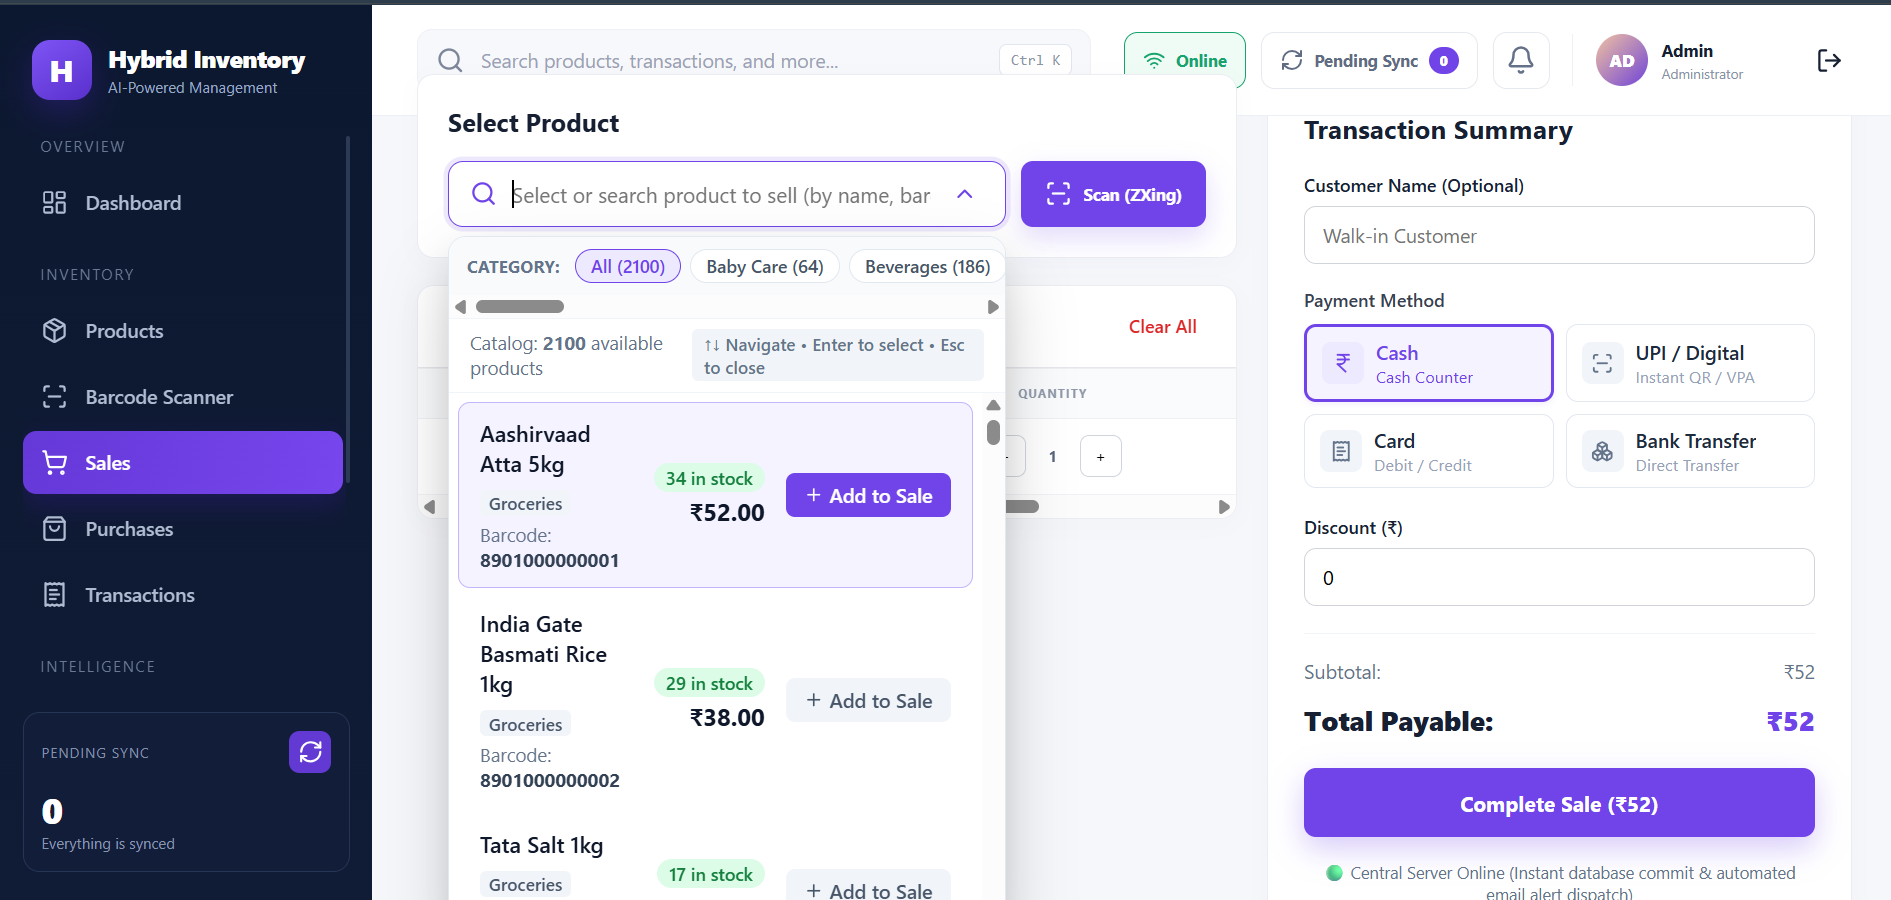 H
Hybrid Inventory
AI-Powered Management
OVERVIEW
Dashboard
INVENTORY
Products
Barcode Scanner
Sales
Purchases
Transactions
INTELLIGENCE
PENDING SYNC
0
Everything is synced
Search products, transactions, and more...
Ctrl K
Online
Pending Sync 0
AD
Admin
Administrator
Select Product
Select or search product to sell (by name, bar
Scan (ZXing)
CATEGORY:
All (2100)
Baby Care (64)
Beverages (186)
Catalog: 2100 available
products
↑↓ Navigate • Enter to select • Esc
to close
Aashirvaad
Atta 5kg
Groceries
Barcode:
8901000000001
34 in stock
₹52.00
+ Add to Sale
India Gate
Basmati Rice
1kg
Groceries
Barcode:
8901000000002
29 in stock
₹38.00
+ Add to Sale
Tata Salt 1kg
Groceries
17 in stock
+ Add to Sale
Clear All
QUANTITY
-
1
+
Transaction Summary
Customer Name (Optional)
Walk-in Customer
Payment Method
₹
Cash
Cash Counter
UPI / Digital
Instant QR / VPA
Card
Debit / Credit
Bank Transfer
Direct Transfer
Discount (₹)
0
Subtotal: ₹52
Total Payable: ₹52
Complete Sale (₹52)
Central Server Online (Instant database commit & automated
email alert dispatch)